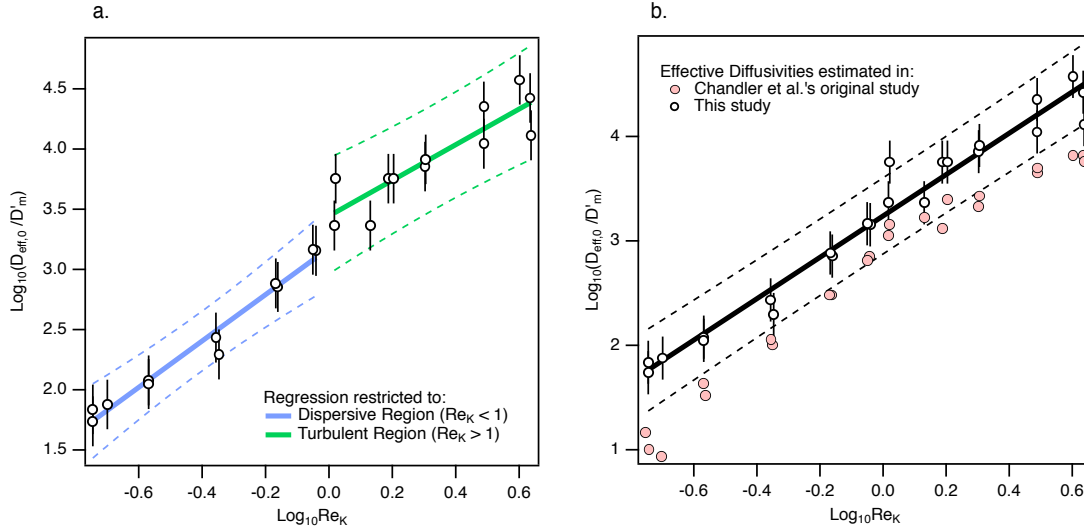 a.
4.5
4.0
3.5
3.0
2.5
2.0
1.5
Log10(Deff,0 /D'm)
Regression restricted to:
Dispersive Region (ReK < 1)
Turbulent Region (ReK > 1)
-0.6 -0.4 -0.2 0.0 0.2 0.4 0.6
Log10ReK
b.
4
3
2
1
Log10(Deff,0 /D'm)
Effective Diffusivities estimated in:
Chandler et al.'s original study
This study
-0.6 -0.4 -0.2 0.0 0.2 0.4 0.6
Log10ReK